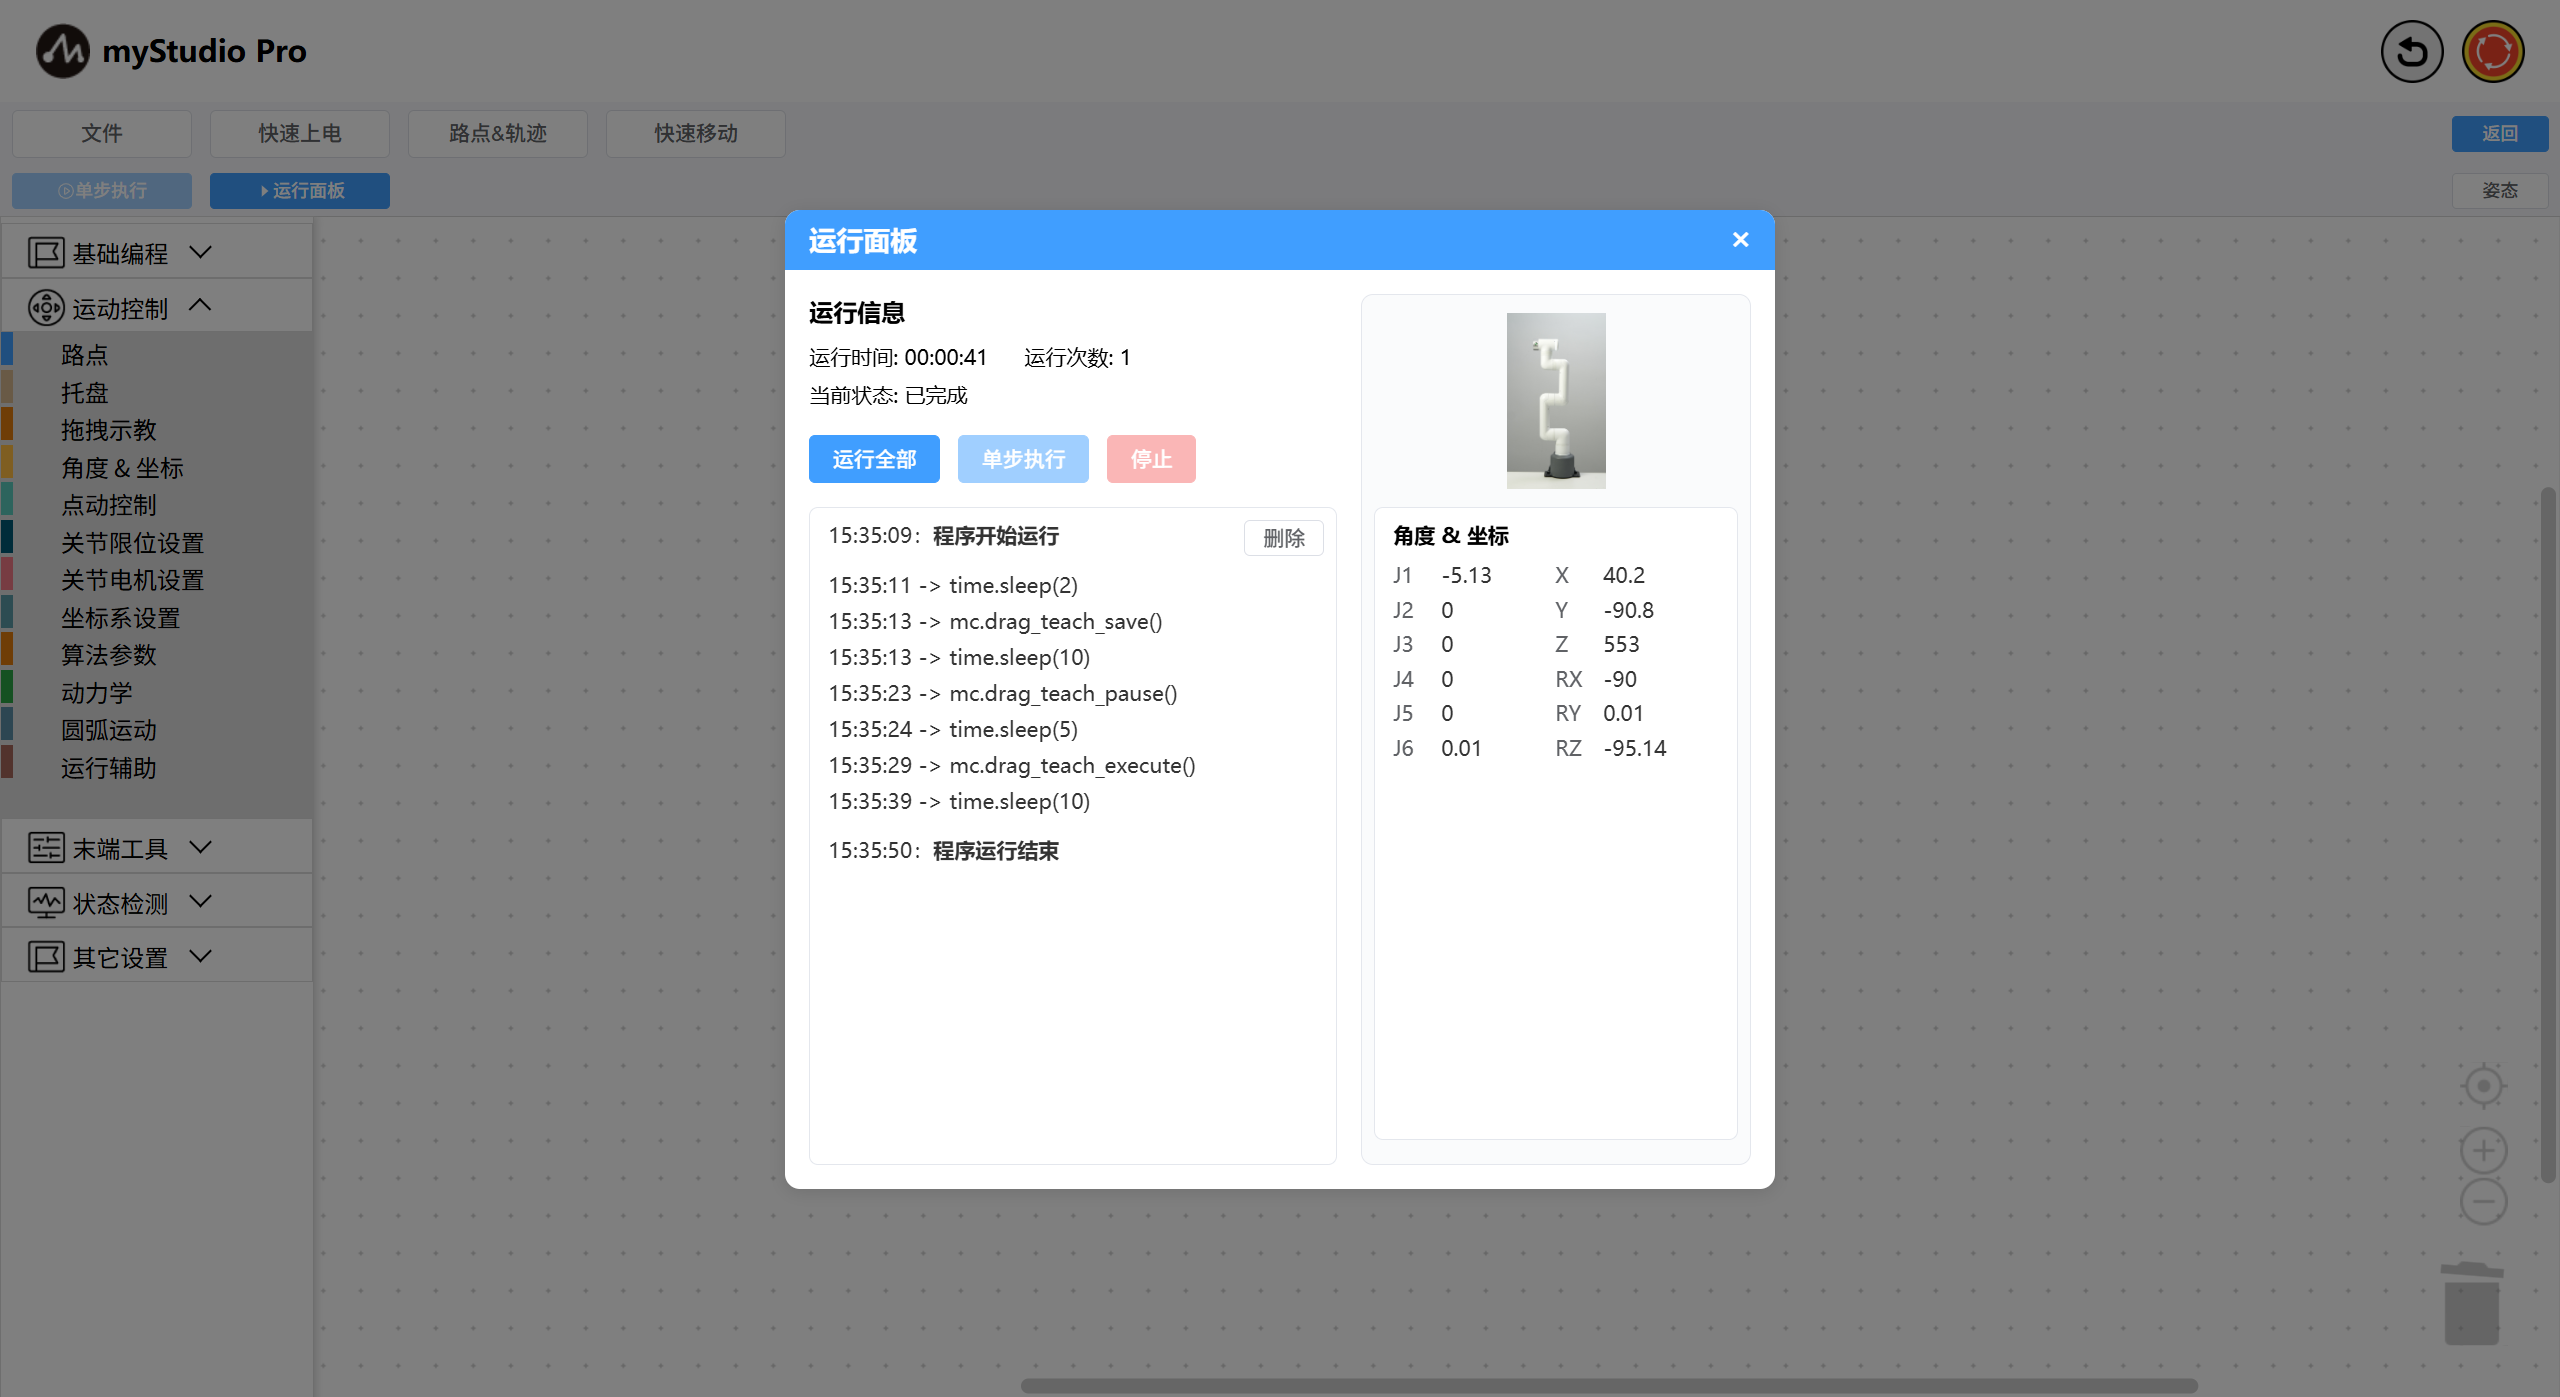 myStudio Pro
文件
快速上电
路点&轨迹
快速移动
返回
单步执行
运行面板
姿态
基础编程
运动控制
路点
托盘
拖拽示教
角度 & 坐标
点动控制
关节限位设置
关节电机设置
坐标系设置
算法参数
动力学
圆弧运动
运行辅助
末端工具
状态检测
其它设置
运行面板
运行信息
运行时间: 00:00:41 运行次数: 1
当前状态: 已完成
运行全部 单步执行 停止
15:35:09: 程序开始运行
删除
15:35:11 -> time.sleep(2)
15:35:13 -> mc.drag_teach_save()
15:35:13 -> time.sleep(10)
15:35:23 -> mc.drag_teach_pause()
15:35:24 -> time.sleep(5)
15:35:29 -> mc.drag_teach_execute()
15:35:39 -> time.sleep(10)
15:35:50: 程序运行结束
角度 & 坐标
J1 -5.13 X 40.2
J2 0 Y -90.8
J3 0 Z 553
J4 0 RX -90
J5 0 RY 0.01
J6 0.01 RZ -95.14